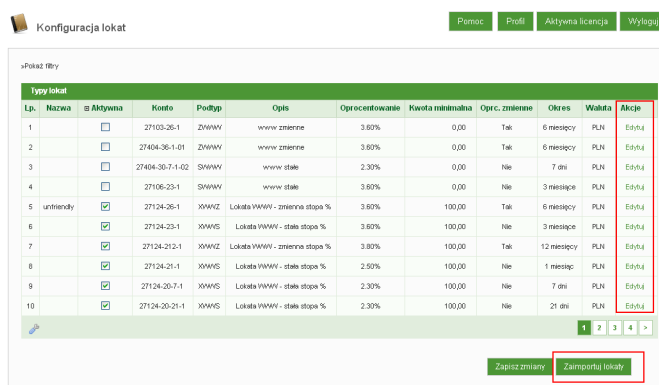 Konfiguracja lokat
Pomoc Profil Aktywna licencja Wyloguj
»Pokaż filtry
Typy lokat
Lp. Nazwa Aktywna Konto Podtyp Opis Oprocentowanie Kwota minimalna Oprc. zmienne Okres Waluta Akcje
1 27103-26-1 ZWWW www zmienne 3.60% 0,00 Tak 6 miesięcy PLN Edytuj
2 27404-36-1-01 ZWWW www zmienne 3.60% 0,00 Tak 6 miesięcy PLN Edytuj
3 27404-30-7-1-02 SWWW www stałe 2.30% 0,00 Nie 7 dni PLN Edytuj
4 27106-23-1 SWWW www stałe 3.60% 0,00 Nie 3 miesiące PLN Edytuj
5 unfriendly 27124-26-1 XWWZ Lokata WWW - zmienna stopa % 3.60% 100,00 Tak 6 miesięcy PLN Edytuj
6 27124-23-1 XWWS Lokata WWW - stała stopa % 3.60% 100,00 Nie 3 miesiące PLN Edytuj
7 27124-212-1 XWWZ Lokata WWW - zmienna stopa % 3.80% 100,00 Tak 12 miesięcy PLN Edytuj
8 27124-21-1 XWWS Lokata WWW - stała stopa % 2.50% 100,00 Nie 1 miesiąc PLN Edytuj
9 27124-20-7-1 XWWS Lokata WWW - stała stopa % 2.30% 100,00 Nie 7 dni PLN Edytuj
10 27124-20-21-1 XWWS Lokata WWW - stała stopa % 2.30% 100,00 Nie 21 dni PLN Edytuj
1 2 3 4 >
Zapisz zmiany Zaimportuj lokaty